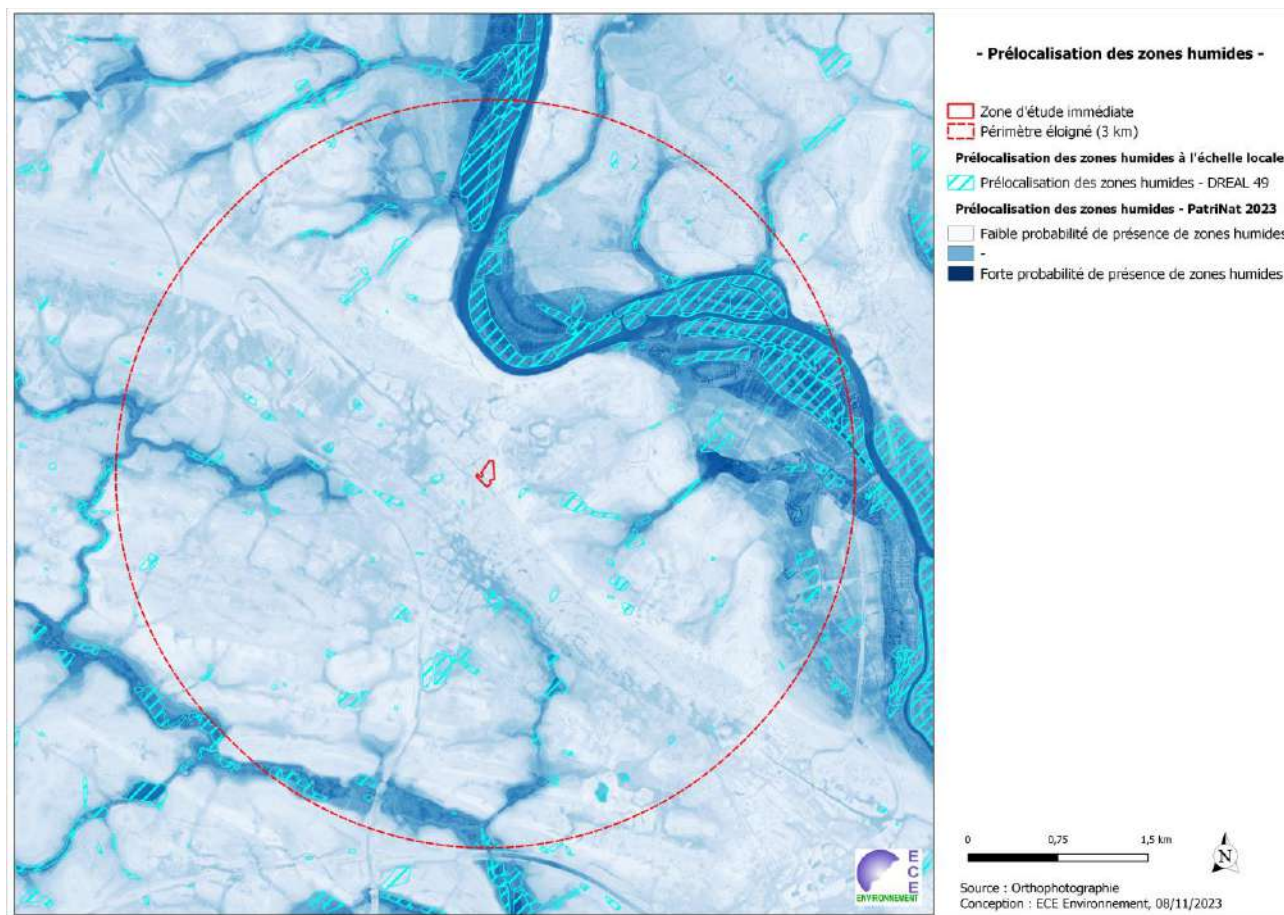 - Prélocalisation des zones humides -
Zone d'étude immédiate
Périmètre éloigné (3 km)
Prélocalisation des zones humides à l'échelle locale
Prélocalisation des zones humides - DREAL 49
Prélocalisation des zones humides - PatriNat 2023
Faible probabilité de présence de zones humides
-
Forte probabilité de présence de zones humides
0 0,75 1,5 km
N
E
C
E
ENVIRONNEMENT
Source : Orthophotographie
Conception : ECE Environnement, 08/11/2023